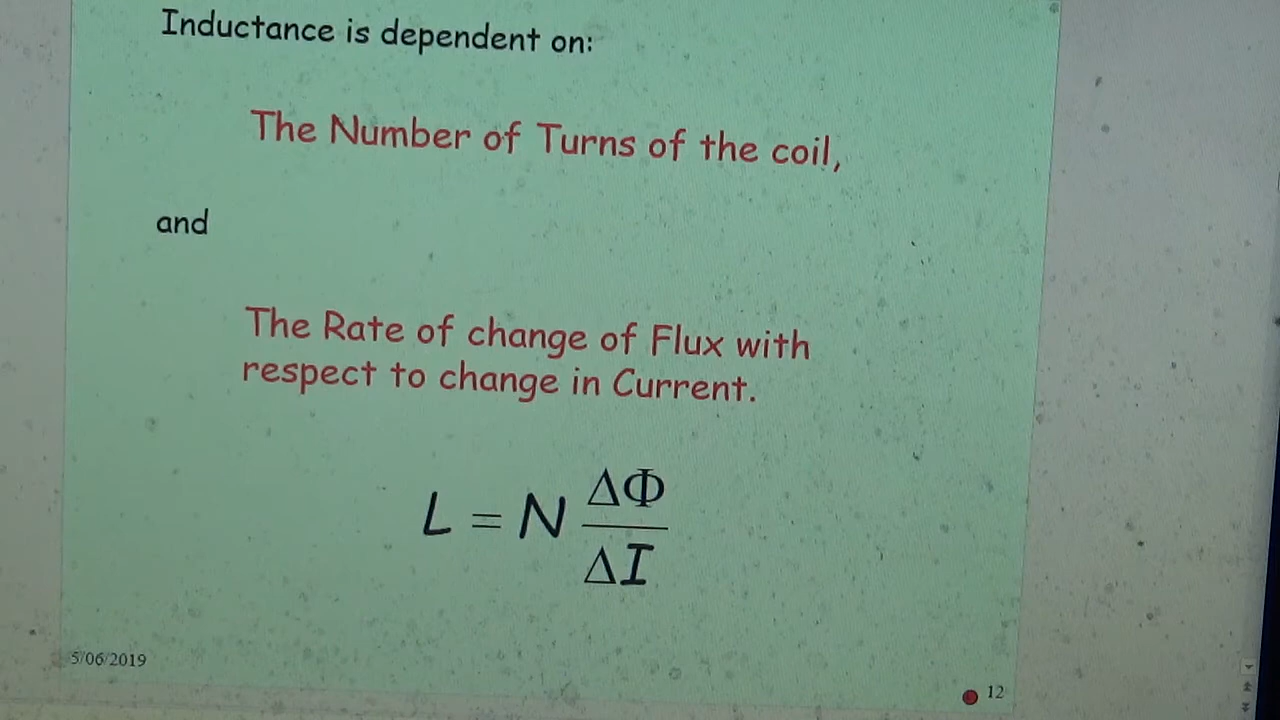 Inductance is dependent on:
The Number of Turns of the coil,
and
The Rate of change of Flux with
respect to change in Current.
L = N ΔΦ/ΔI
5/06/2019
12